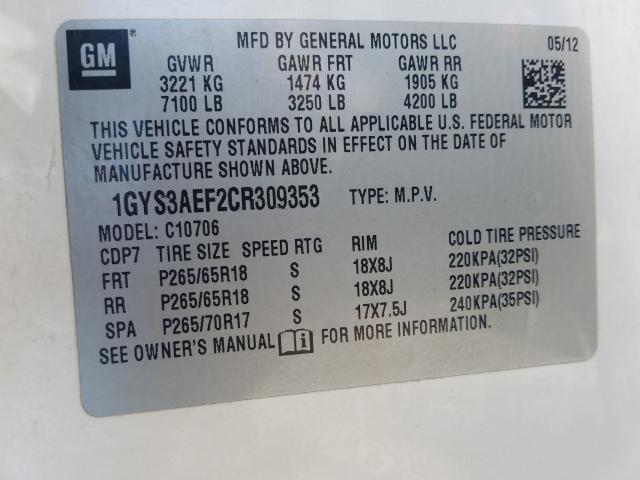 GM
MFD BY GENERAL MOTORS LLC 05/12
GVWR GAWR FRT GAWR RR
3221 KG 1474 KG 1905 KG
7100 LB 3250 LB 4200 LB
THIS VEHICLE CONFORMS TO ALL APPLICABLE U.S. FEDERAL MOTOR
VEHICLE SAFETY STANDARDS IN EFFECT ON THE DATE OF
MANUFACTURE SHOWN ABOVE.
1GYS3AEF2CR309353 TYPE: M.P.V.
MODEL: C10706
CDP7 TIRE SIZE SPEED RTG RIM COLD TIRE PRESSURE
FRT P265/65R18 S 18X8J 220KPA(32PSI)
RR P265/65R18 S 18X8J 220KPA(32PSI)
SPA P265/70R17 S 17X7.5J 240KPA(35PSI)
SEE OWNER'S MANUAL i FOR MORE INFORMATION.